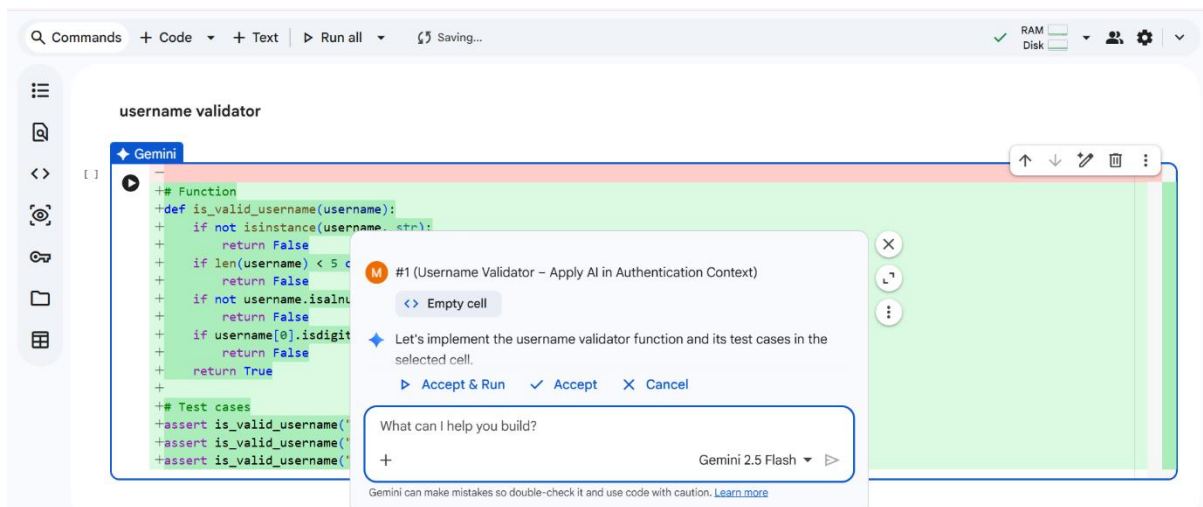 Commands + Code + Text Run all Saving... RAM
Disk
username validator
Gemini
[ ]
-
+# Function
+def is_valid_username(username):
+    if not isinstance(username, str):
+        return False
+    if len(username) < 5
+        return False
+    if not username.isalnu
+        return False
+    if username[0].isdigit
+        return False
+    return True
+
+# Test cases
+assert is_valid_username('
+assert is_valid_username('
+assert is_valid_username('
M #1 (Username Validator – Apply AI in Authentication Context)
<> Empty cell
Let's implement the username validator function and its test cases in the
selected cell.
Accept & Run Accept Cancel
What can I help you build?
+ Gemini 2.5 Flash
Gemini can make mistakes so double-check it and use code with caution. Learn more